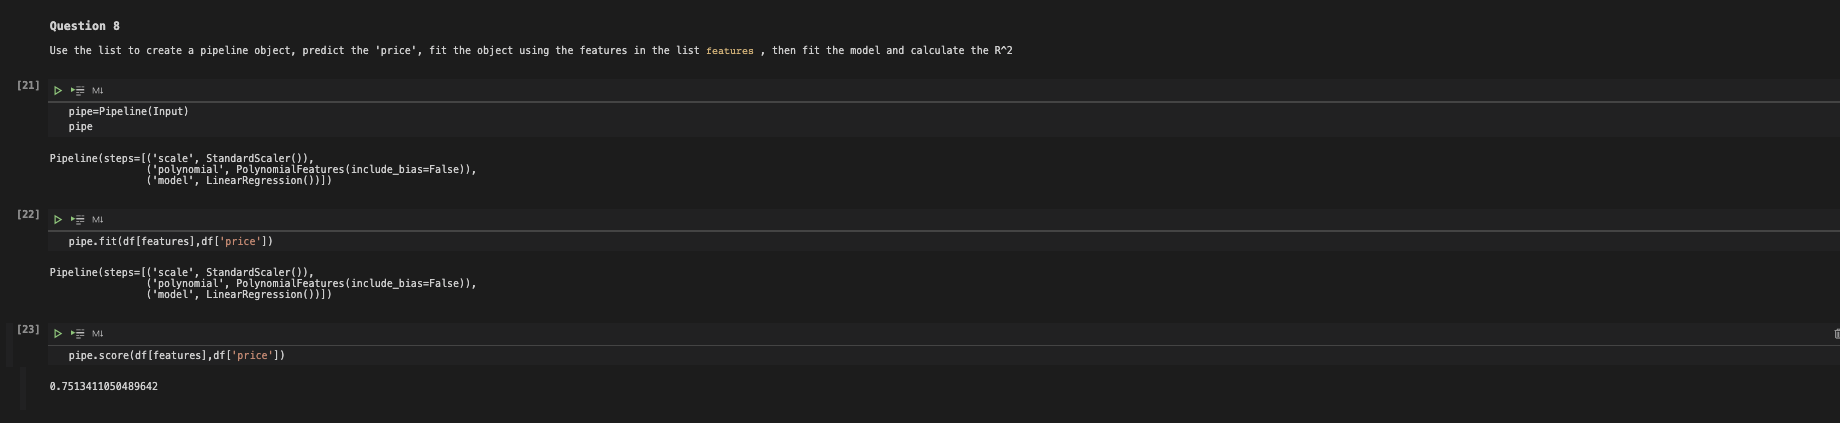 Question 8
Use the list to create a pipeline object, predict the 'price', fit the object using the features in the list features , then fit the model and calculate the R^2
[21]
M↓
pipe=Pipeline(Input)
pipe
Pipeline(steps=[('scale', StandardScaler()),
                ('polynomial', PolynomialFeatures(include_bias=False)),
                ('model', LinearRegression())])
[22]
M↓
pipe.fit(df[features],df['price'])
Pipeline(steps=[('scale', StandardScaler()),
                ('polynomial', PolynomialFeatures(include_bias=False)),
                ('model', LinearRegression())])
[23]
M↓
pipe.score(df[features],df['price'])
0.7513411050489642